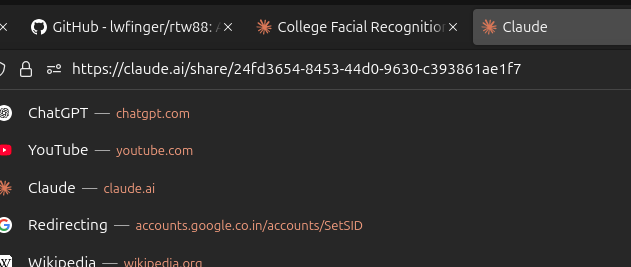 GitHub - lwfinger/rtw88: College Facial Recognition Claude
https://claude.ai/share/24fd3654-8453-44d0-9630-c393861ae1f7
ChatGPT — chatgpt.com
YouTube — youtube.com
Claude — claude.ai
Redirecting — accounts.google.co.in/accounts/SetSID
Wikipedia — wikipedia.org